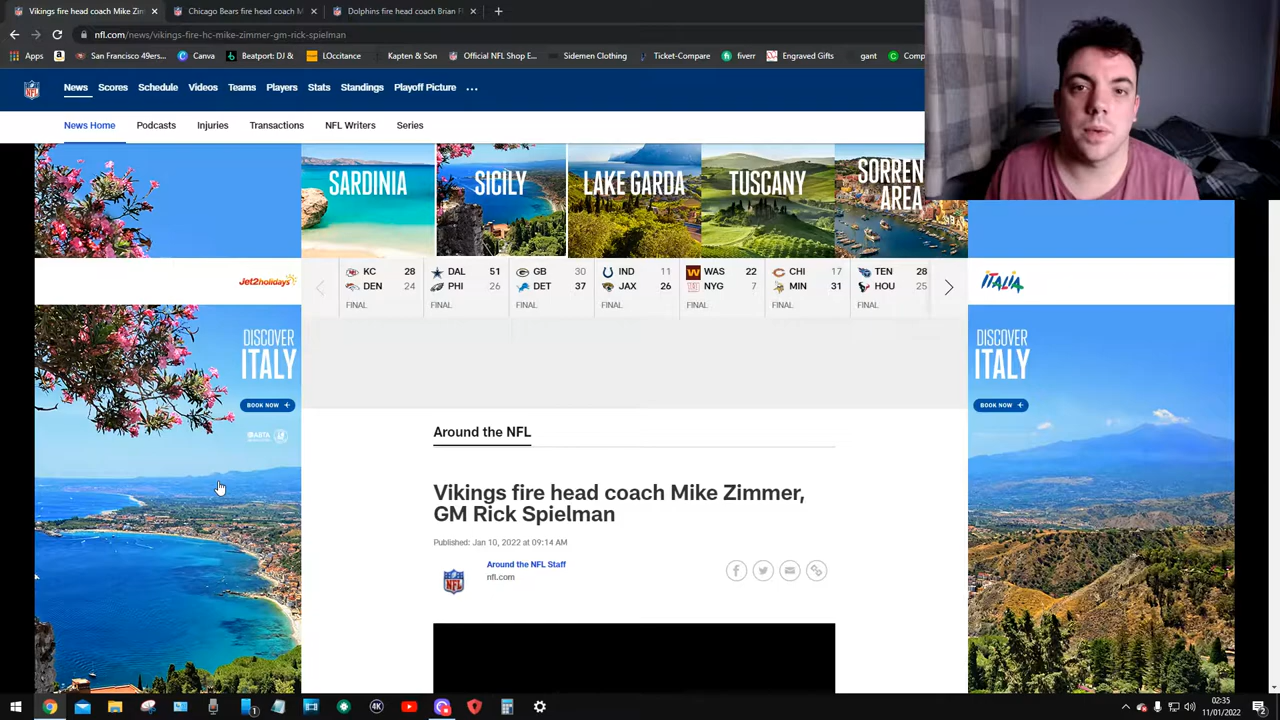 Vikings fire head coach Mike Zim
Chicago Bears fire head coach M
Dolphins fire head coach Brian F
nfl.com/news/vikings-fire-hc-mike-zimmer-gm-rick-spielman
Apps
San Francisco 49ers...
Canva
Beatport: DJ &
LOccitance
Kapten & Son
Official NFL Shop E...
Sidemen Clothing
Ticket-Compare
fiverr
Engraved Gifts
gant
Comp
News
Scores
Schedule
Videos
Teams
Players
Stats
Standings
Playoff Picture
...
News Home
Podcasts
Injuries
Transactions
NFL Writers
Series
SARDINIA
SICILY
LAKE GARDA
TUSCANY
SORREN
AREA
Jet2holidays
KC 28
DEN 24
FINAL
DAL 51
PHI 26
FINAL
GB 30
DET 37
FINAL
IND 11
JAX 26
FINAL
WAS 22
NYG 7
FINAL
CHI 17
MIN 31
FINAL
TEN 28
HOU 25
FINAL
ITALIA
DISCOVER
ITALY
BOOK NOW
DISCOVER
ITALY
BOOK NOW
Around the NFL
Vikings fire head coach Mike Zimmer,
GM Rick Spielman
Published: Jan 10, 2022 at 09:14 AM
NFL
Around the NFL Staff
nfl.com
4K
02:35
11/01/2022